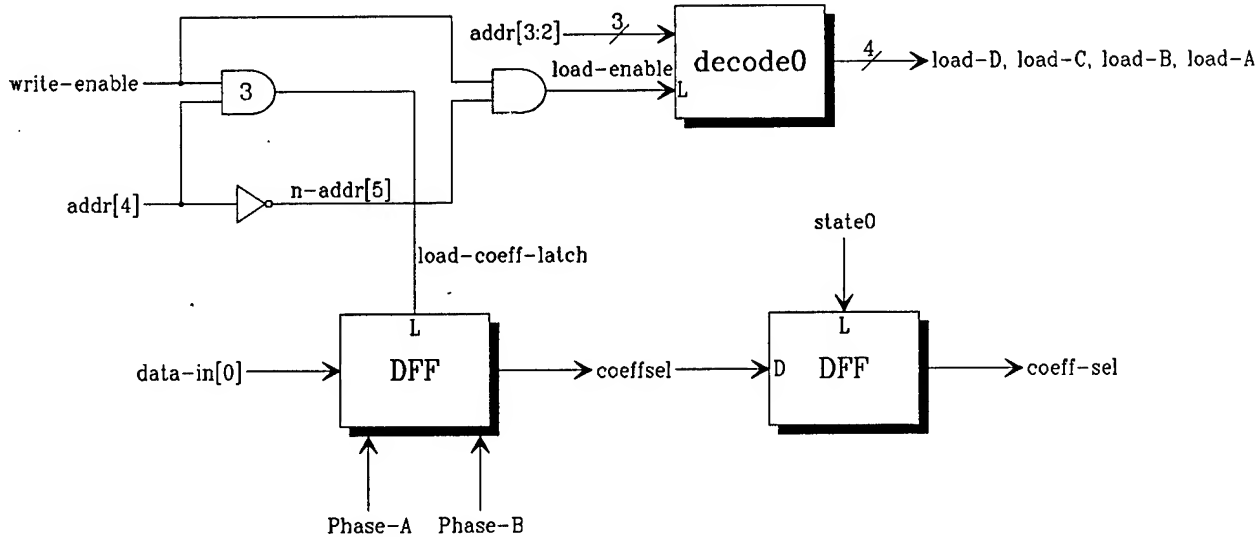 3
addr[3:2]
decode0
4
load-D, load-C, load-B, load-A
load-enable
L
write-enable
3
n-addr[5]
addr[4]
state0
load-coeff-latch
L
L
data-in[0]
DFF
coeffsel
D
DFF
coeff-sel
Phase-A
Phase-B